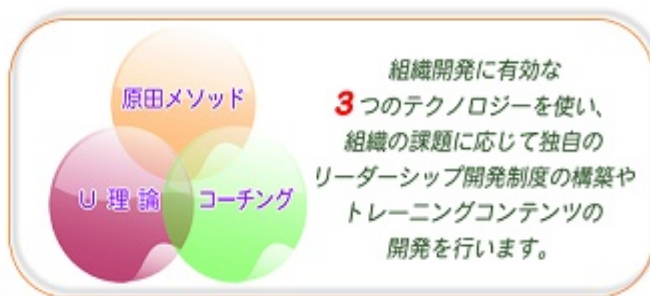 原田メソッド
U 理 論
コーチング
組織開発に有効な
3つのテクノロジーを使い、
組織の課題に応じて独自の
リーダーシップ開発制度の構築や
トレーニングコンテンツの
開発を行います。